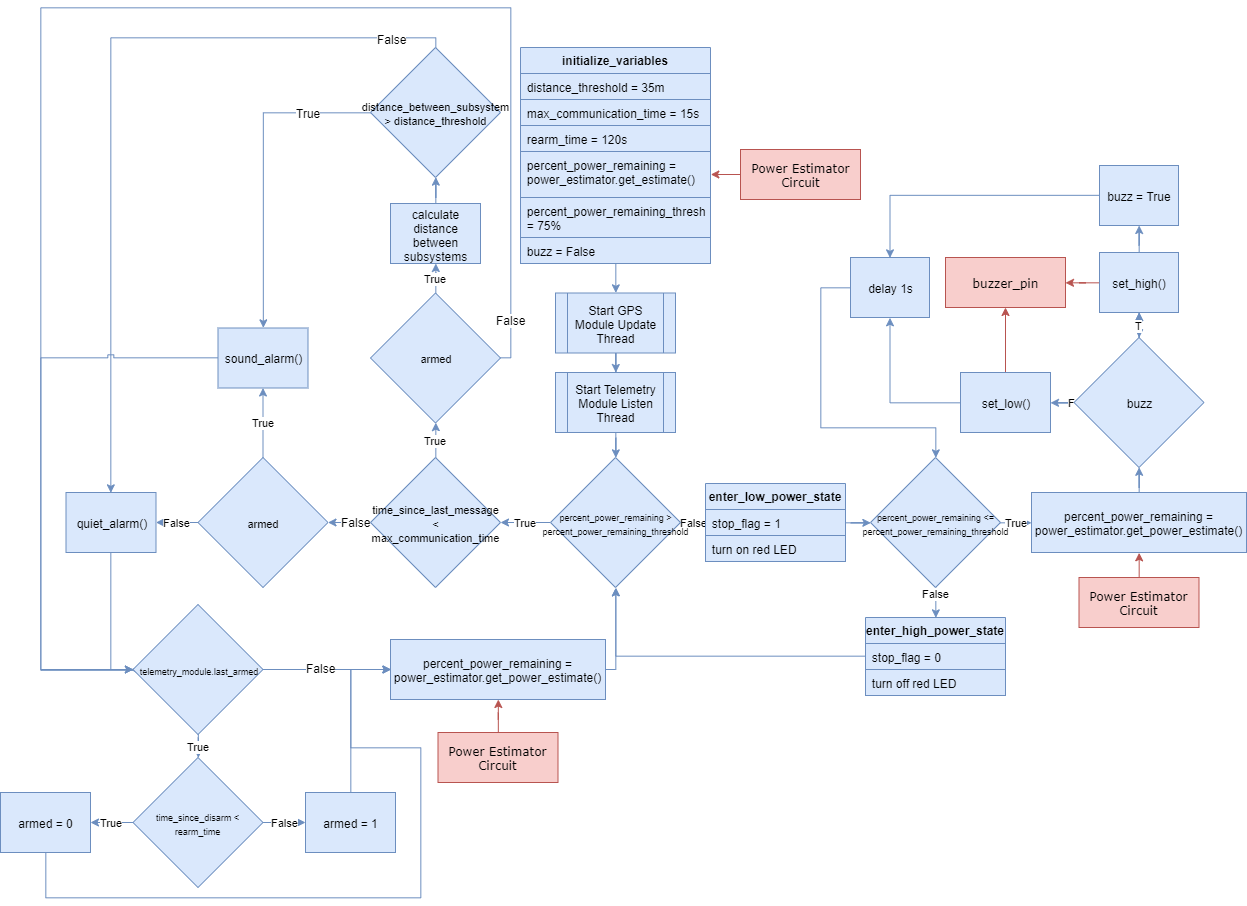 False
initialize_variables
distance_threshold = 35m
max_communication_time = 15s
rearm_time = 120s
percent_power_remaining =
power_estimator.get_estimate()
percent_power_remaining_thresh
= 75%
buzz = False
Power Estimator
Circuit
distance_between_subsystem
> distance_threshold
True
calculate
distance
between
subsystems
True
armed
False
Start GPS
Module Update
Thread
Start Telemetry
Module Listen
Thread
buzz = True
delay 1s
buzzer_pin
set_high()
T,
set_low()
F
buzz
sound_alarm()
True
True
quiet_alarm()
False
armed
False
time_since_last_message
<
max_communication_time
True
percent_power_remaining >
percent_power_remaining_threshold
False
enter_low_power_state
stop_flag = 1
turn on red LED
percent_power_remaining <=
percent_power_remaining_threshold
True
percent_power_remaining =
power_estimator.get_power_estimate()
Power Estimator
Circuit
False
enter_high_power_state
stop_flag = 0
turn off red LED
telemetry_module.last_armed
False
percent_power_remaining =
power_estimator.get_power_estimate()
Power Estimator
Circuit
True
armed = 0
True
time_since_disarm <
rearm_time
False
armed = 1